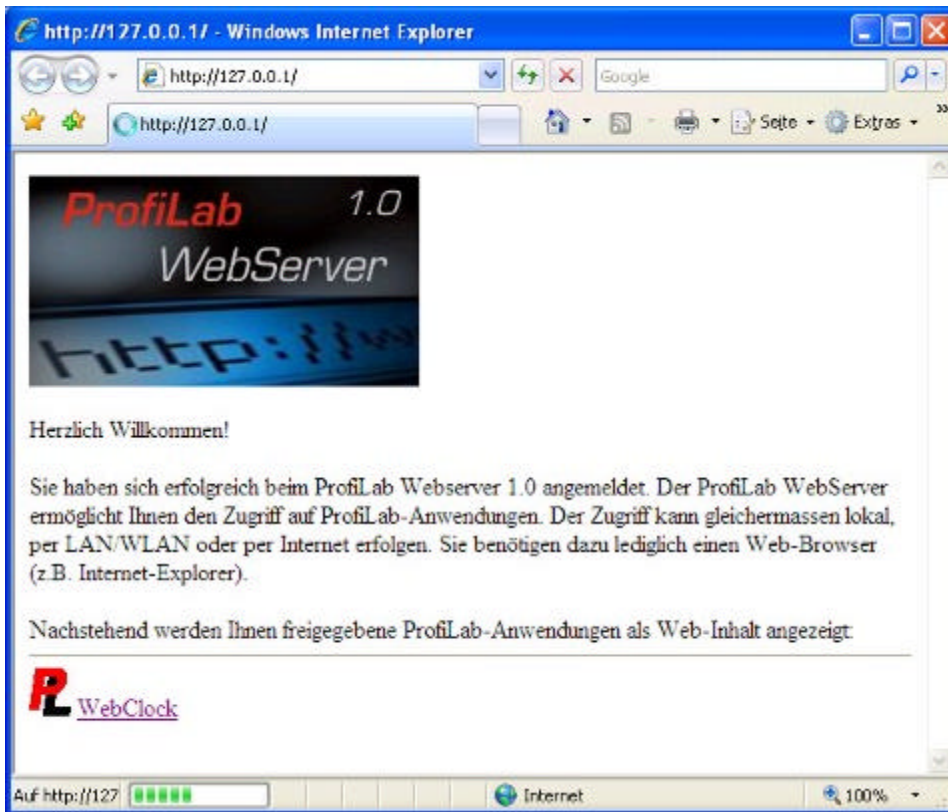 http://127.0.0.1/ - Windows Internet Explorer
http://127.0.0.1/
Google
http://127.0.0.1/
Seite
Extras
ProfiLab 1.0
WebServer
http://w
Herzlich Willkommen!
Sie haben sich erfolgreich beim ProfiLab Webserver 1.0 angemeldet. Der ProfiLab WebServer
ermöglicht Ihnen den Zugriff auf ProfiLab-Anwendungen. Der Zugriff kann gleichermassen lokal,
per LAN/WLAN oder per Internet erfolgen. Sie benötigen dazu lediglich einen Web-Browser
(z.B. Internet-Explorer).
Nachstehend werden Ihnen freigegebene ProfiLab-Anwendungen als Web-Inhalt angezeigt:
PL WebClock
Auf http://127 Internet 100%